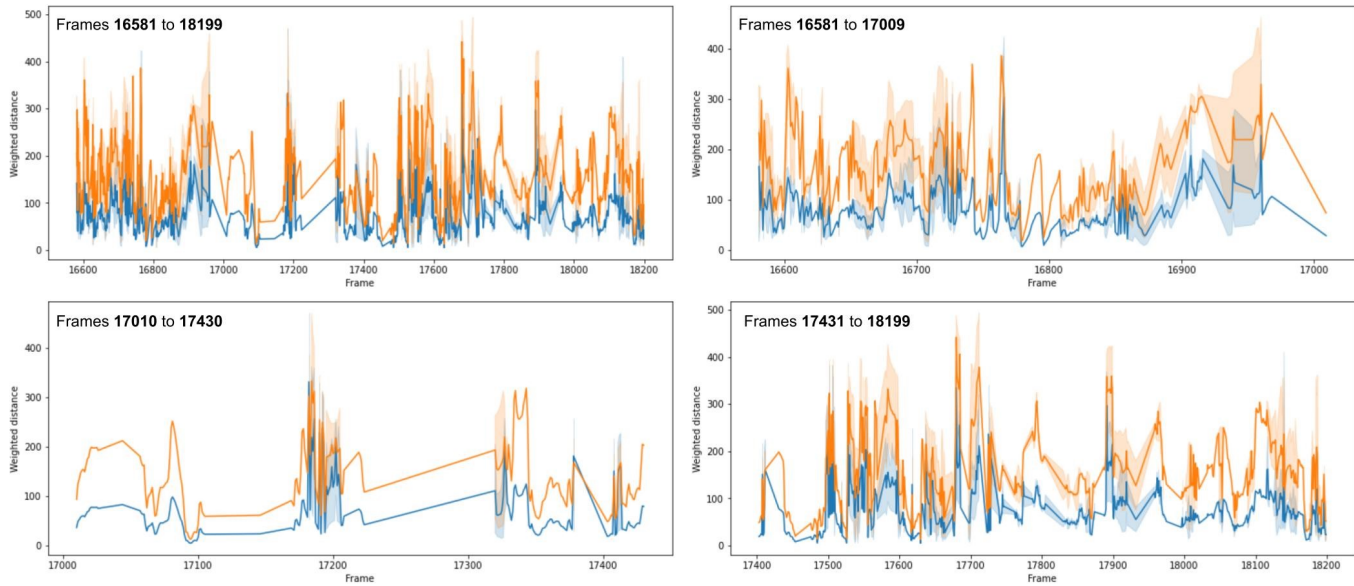 Frames 16581 to 18199
Weighted distance
500
400
300
200
100
0
16600 16800 17000 17200 17400 17600 17800 18000 18200
Frame
Frames 16581 to 17009
Weighted distance
400
300
200
100
0
16600 16700 16800 16900 17000
Frame
Frames 17010 to 17430
Weighted distance
400
300
200
100
0
17000 17100 17200 17300 17400
Frame
Frames 17431 to 18199
Weighted distance
500
400
300
200
100
0
17400 17500 17600 17700 17800 17900 18000 18100 18200
Frame